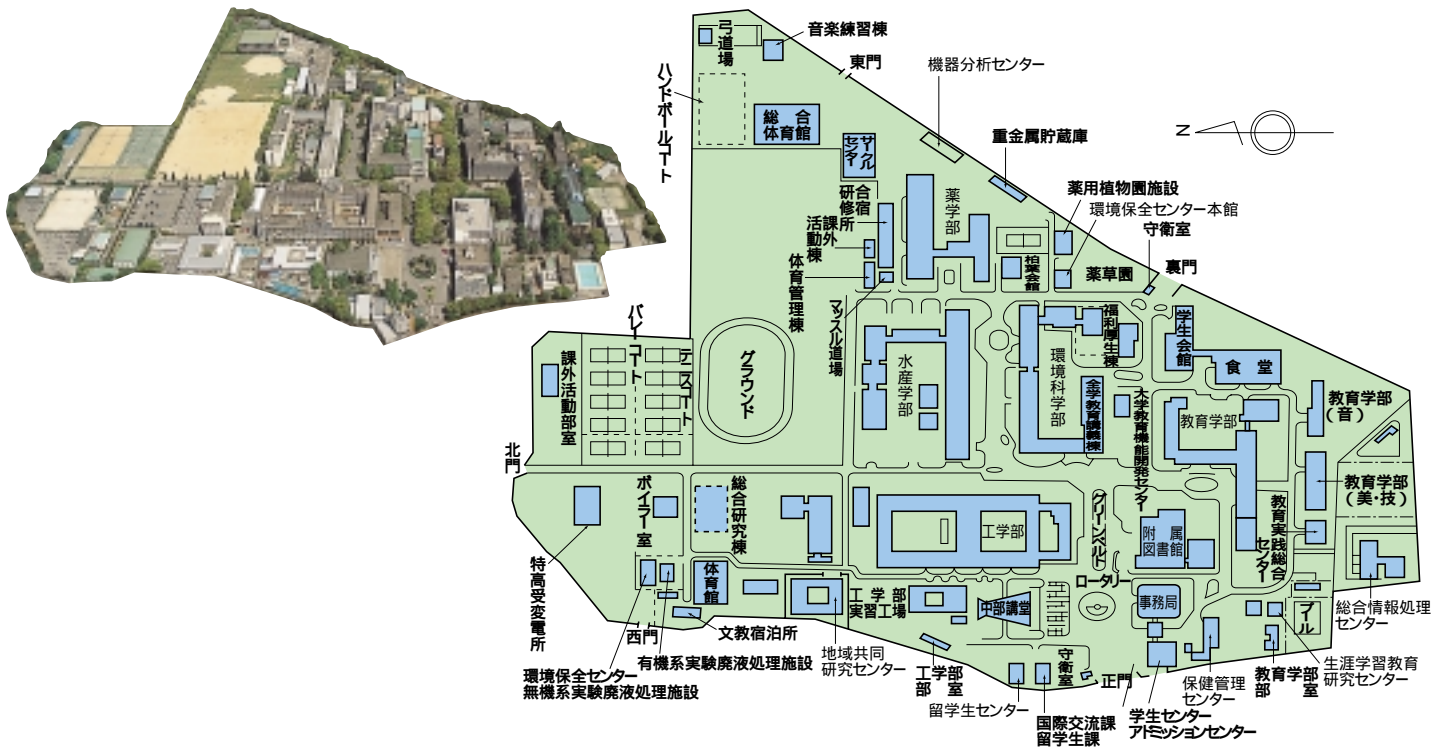 弓道場
音楽練習棟
東門
機器分析センター
ハンドボールコート
総合
体育館
サークル
センター
重金属貯蔵庫
N
薬学部
薬用植物園施設
環境保全センター本館
守衛室
裏門
合宿
研修所
課外
活動棟
体育管理棟
マッスル道場
柏葉会館
薬草園
福利厚生棟
学生会館
食堂
バレーコート
テニスコート
課外活動部室
グラウンド
水産学部
環境科学部
全学教育講義棟
大学教育機能開発センター
教育学部
教育学部
(音)
教育学部
(美・技)
教育実践総合
センター
北門
ボイラー室
総合研究棟
工学部
グリーンベルト
附属
図書館
特高受変電所
体育館
工学部
実習工場
中部講堂
ロータリー
事務局
プール
総合情報処理
センター
西門
文教宿泊所
有機系実験廃液処理施設
環境保全センター
無機系実験廃液処理施設
地域共同
研究センター
工学部
部室
留学生センター
守衛室
国際交流課
留学生課
正門
学生センター
アドミッションセンター
保健管理
センター
教育学部
部室
生涯学習教育
研究センター